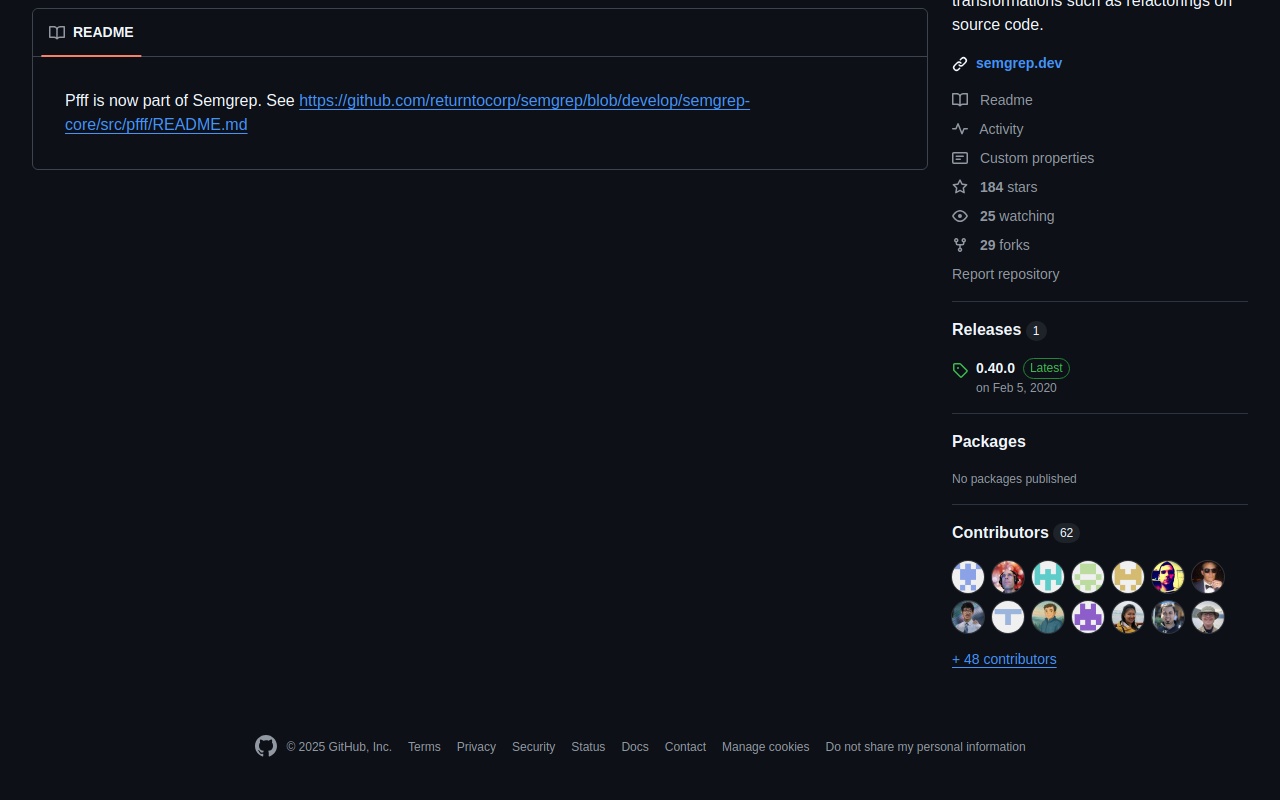 README
Pfff is now part of Semgrep. See https://github.com/returntocorp/semgrep/blob/develop/semgrep-
core/src/pfff/README.md
transformations such as refactorings on
source code.
semgrep.dev
Readme
Activity
Custom properties
184 stars
25 watching
29 forks
Report repository
Releases 1
0.40.0 Latest
on Feb 5, 2020
Packages
No packages published
Contributors 62
+ 48 contributors
© 2025 GitHub, Inc. Terms Privacy Security Status Docs Contact Manage cookies Do not share my personal information